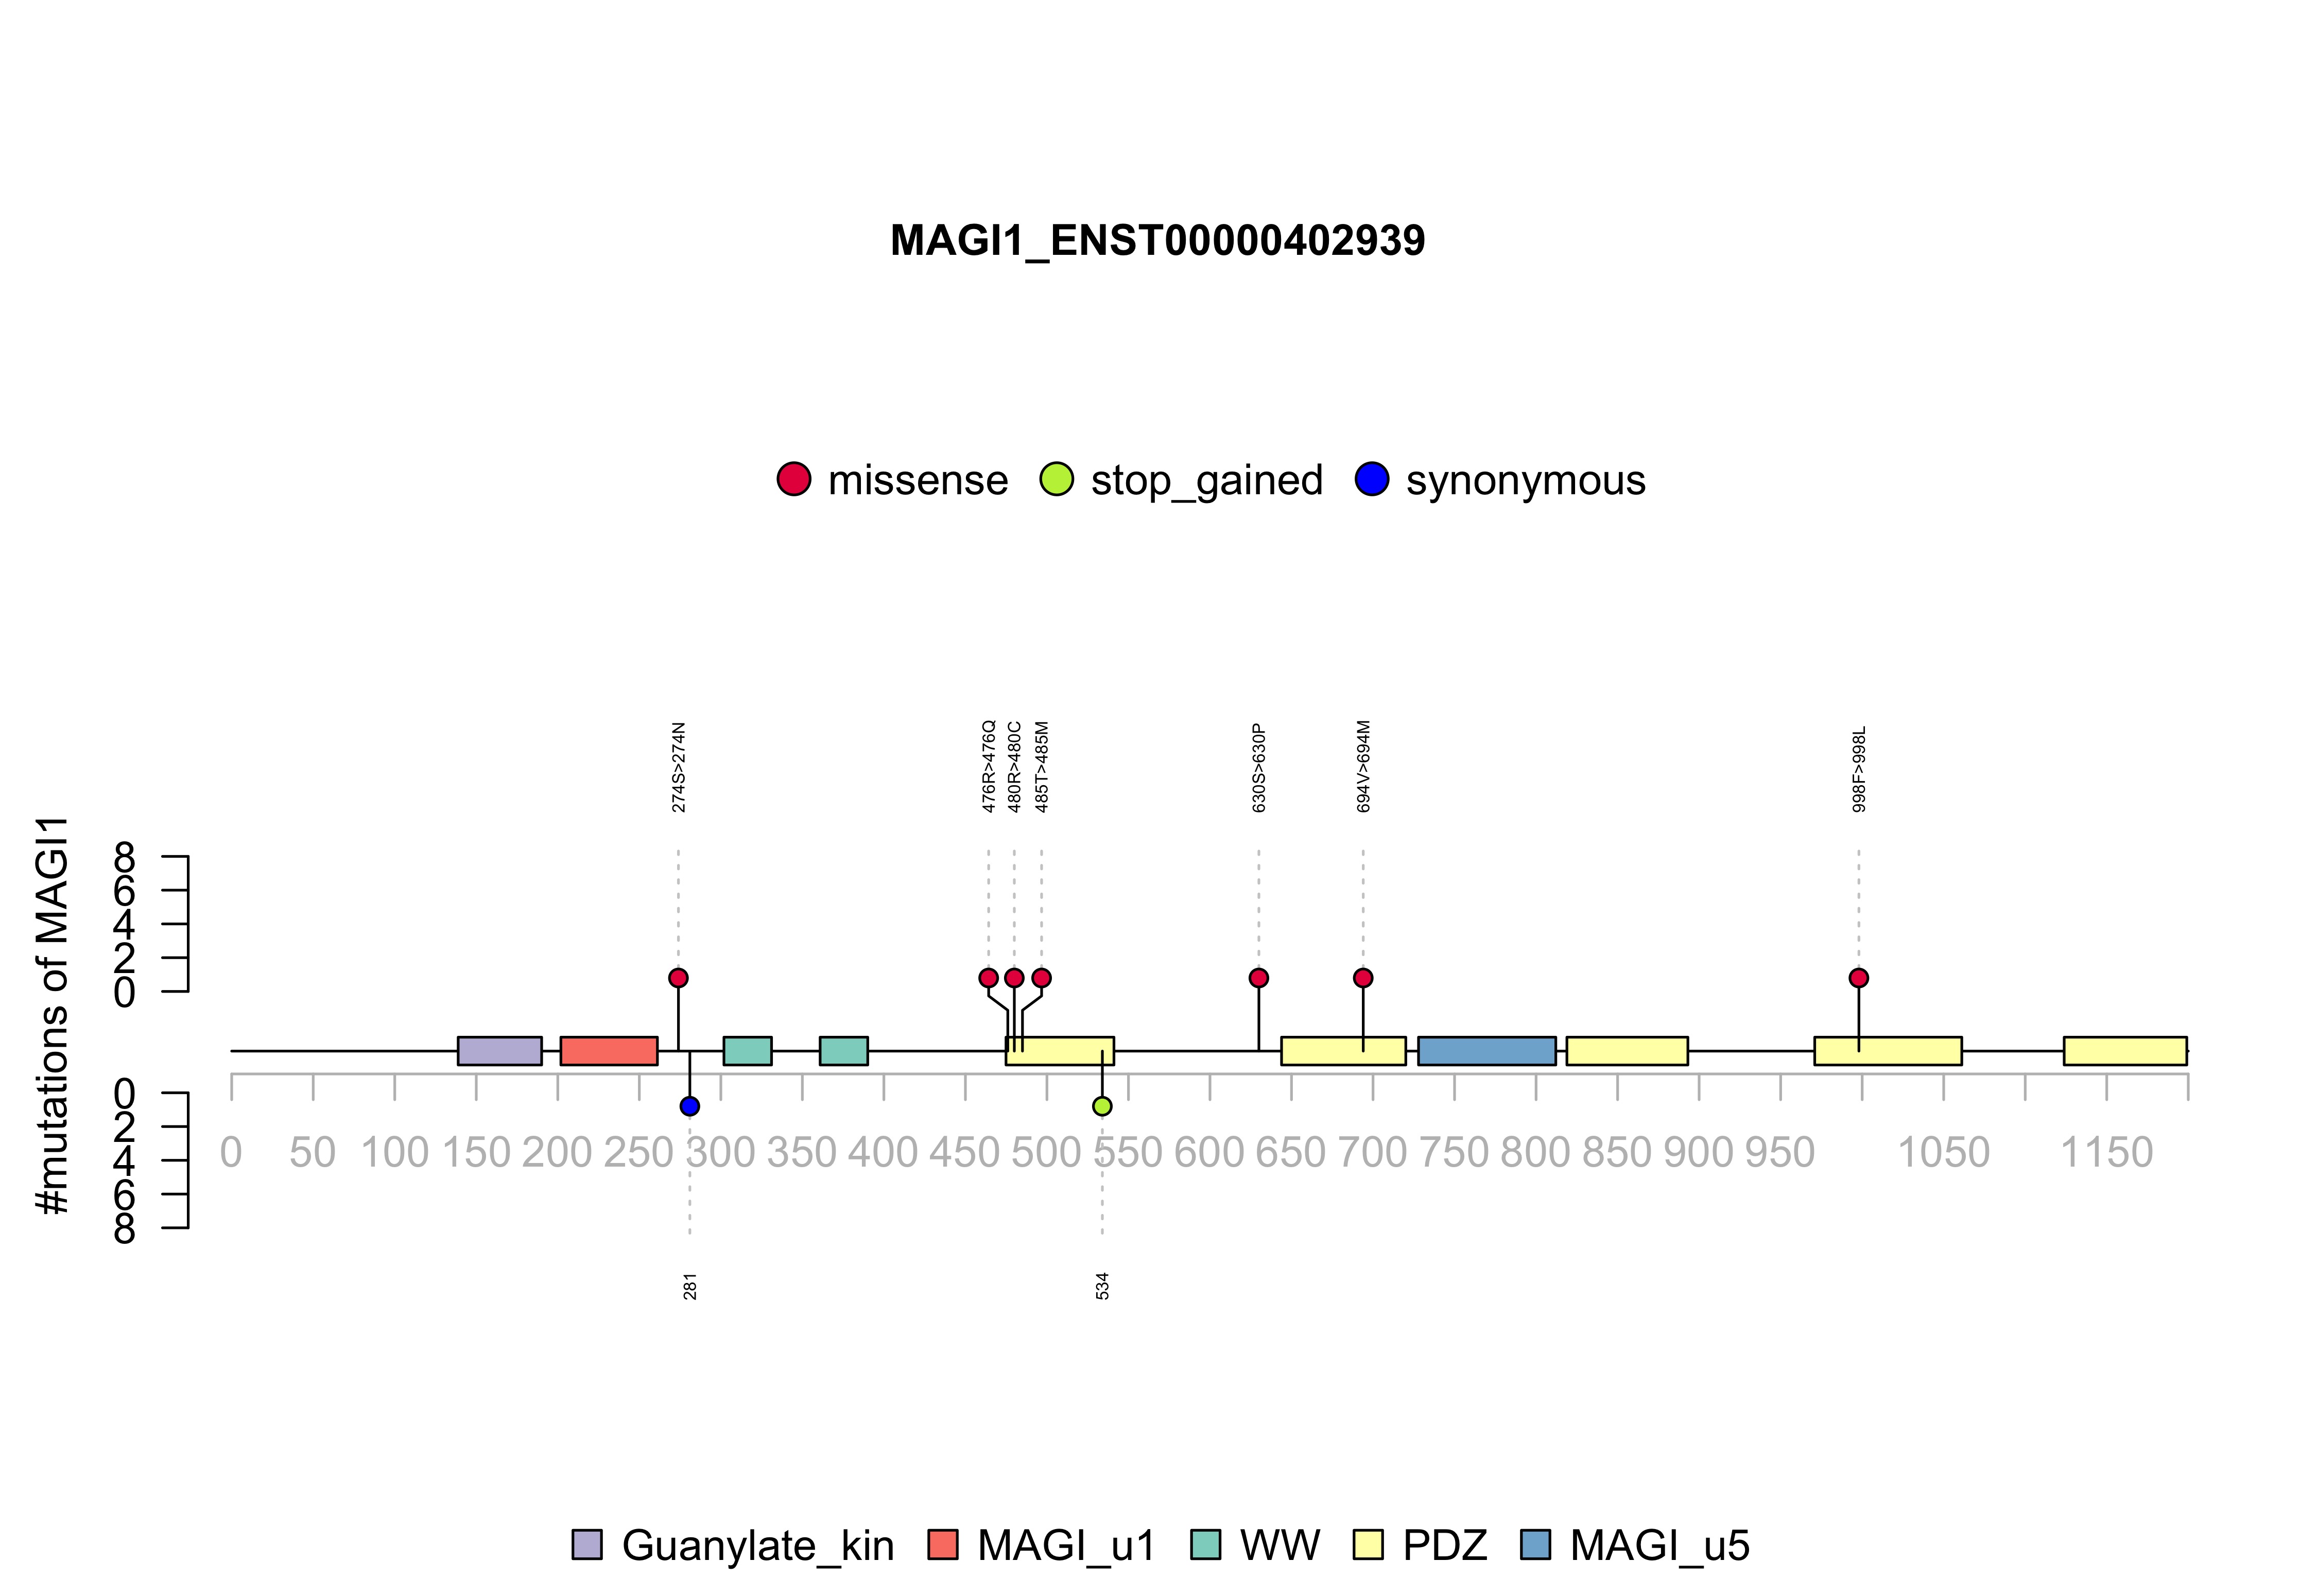 MAGI1_ENST00000402939
missense stop_gained synonymous
274S>274N 476R>476Q 480R>480C 485T>485M 630S>630P 694V>694M 998F>998L
#mutations of MAGI1
8
6
4
2
0
0
2
4
6
8
0 50 100 150 200 250 300 350 400 450 500 550 600 650 700 750 800 850 900 950 1050 1150
281 534
Guanylate_kin MAGI_u1 WW PDZ MAGI_u5